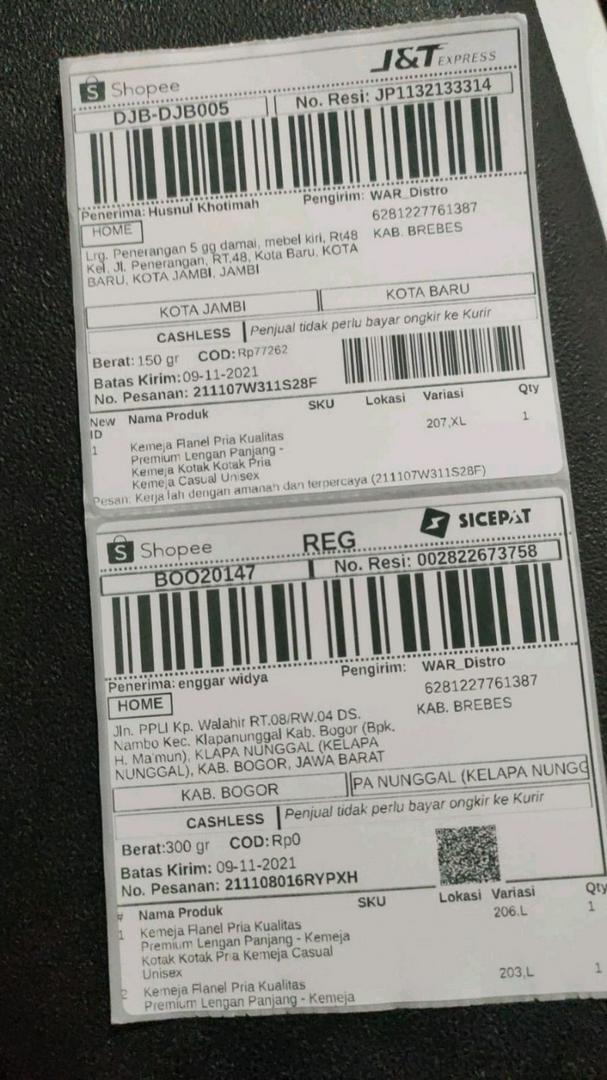 Shopee
J&T EXPRESS
DJB-DJB005
No. Resi: JP1132133314
Penerima: Husnul Khotimah
Pengirim: WAR_Distro
HOME
6281227761387
KAB. BREBES
Lrg. Penerangan 5 gg damai, mebel kiri, Rt48
Kel. Jl. Penerangan, RT.48, Kota Baru, KOTA
BARU, KOTA JAMBI, JAMBI
KOTA JAMBI
KOTA BARU
CASHLESS
Penjual tidak perlu bayar ongkir ke Kurir
Berat: 150 gr COD: Rp77262
Batas Kirim: 09-11-2021
No. Pesanan: 211107W311S28F
New ID Nama Produk SKU Lokasi Variasi Qty
1 Kemeja Flanel Pria Kualitas 207,XL 1
Premium Lengan Panjang -
Kemeja Kotak Kotak Pria
Kemeja Casual Unisex
Pesan: Kerja lah dengan amanah dan terpercaya (211107W311S28F)
Shopee
REG
SICEPAT
BOO20147
No. Resi: 002822673758
Penerima: enggar widya
Pengirim: WAR_Distro
HOME
6281227761387
KAB. BREBES
Jln. PPLI Kp. Walahir RT.08/RW.04 DS.
Nambo Kec. Klapanunggal Kab. Bogor (Bpk.
H. Ma'mun), KLAPA NUNGGAL (KELAPA
NUNGGAL), KAB. BOGOR, JAWA BARAT
KAB. BOGOR
PA NUNGGAL (KELAPA NUNGG
CASHLESS
Penjual tidak perlu bayar ongkir ke Kurir
Berat:300 gr COD: Rp0
Batas Kirim: 09-11-2021
No. Pesanan: 211108016RYPXH
# Nama Produk SKU Lokasi Variasi Qty
1 Kemeja Flanel Pria Kualitas 206,L 1
Premium Lengan Panjang - Kemeja
Kotak Kotak Pria Kemeja Casual
Unisex
2 Kemeja Flanel Pria Kualitas 203,L 1
Premium Lengan Panjang - Kemeja